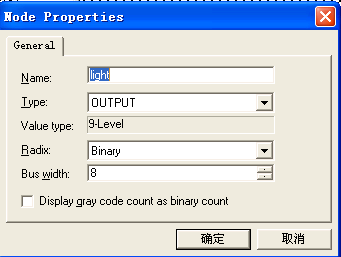 Node Properties
General
Name: light
Type: OUTPUT
Value type: 9-Level
Radix: Binary
Bus width: 8
Display gray code count as binary count
确定 取消